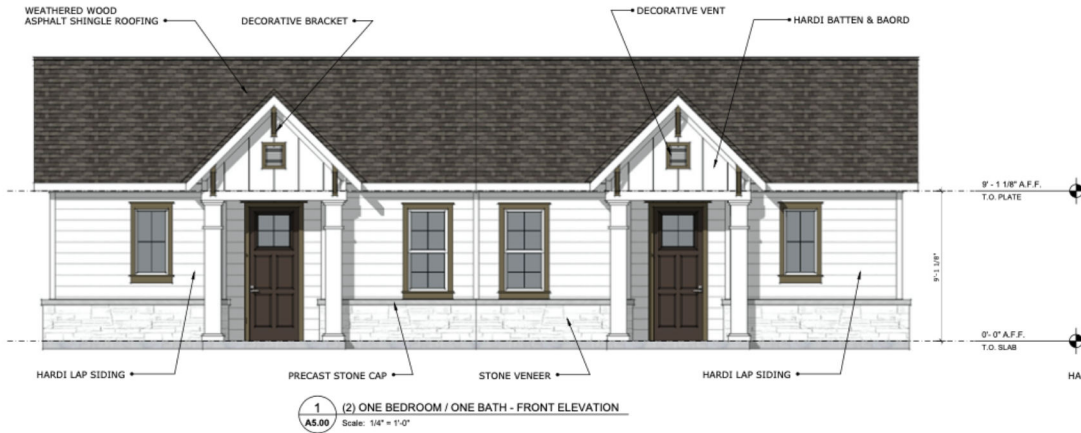 WEATHERED WOOD
ASPHALT SHINGLE ROOFING
DECORATIVE BRACKET
DECORATIVE VENT
HARDI BATTEN & BAORD
9' - 1 1/8" A.F.F.
T.O. PLATE
9'-1 1/8"
0'- 0" A.F.F.
T.O. SLAB
HARDI LAP SIDING
PRECAST STONE CAP
STONE VENEER
HARDI LAP SIDING
HA
1
A5.00
(2) ONE BEDROOM / ONE BATH - FRONT ELEVATION
Scale: 1/4" = 1'-0"